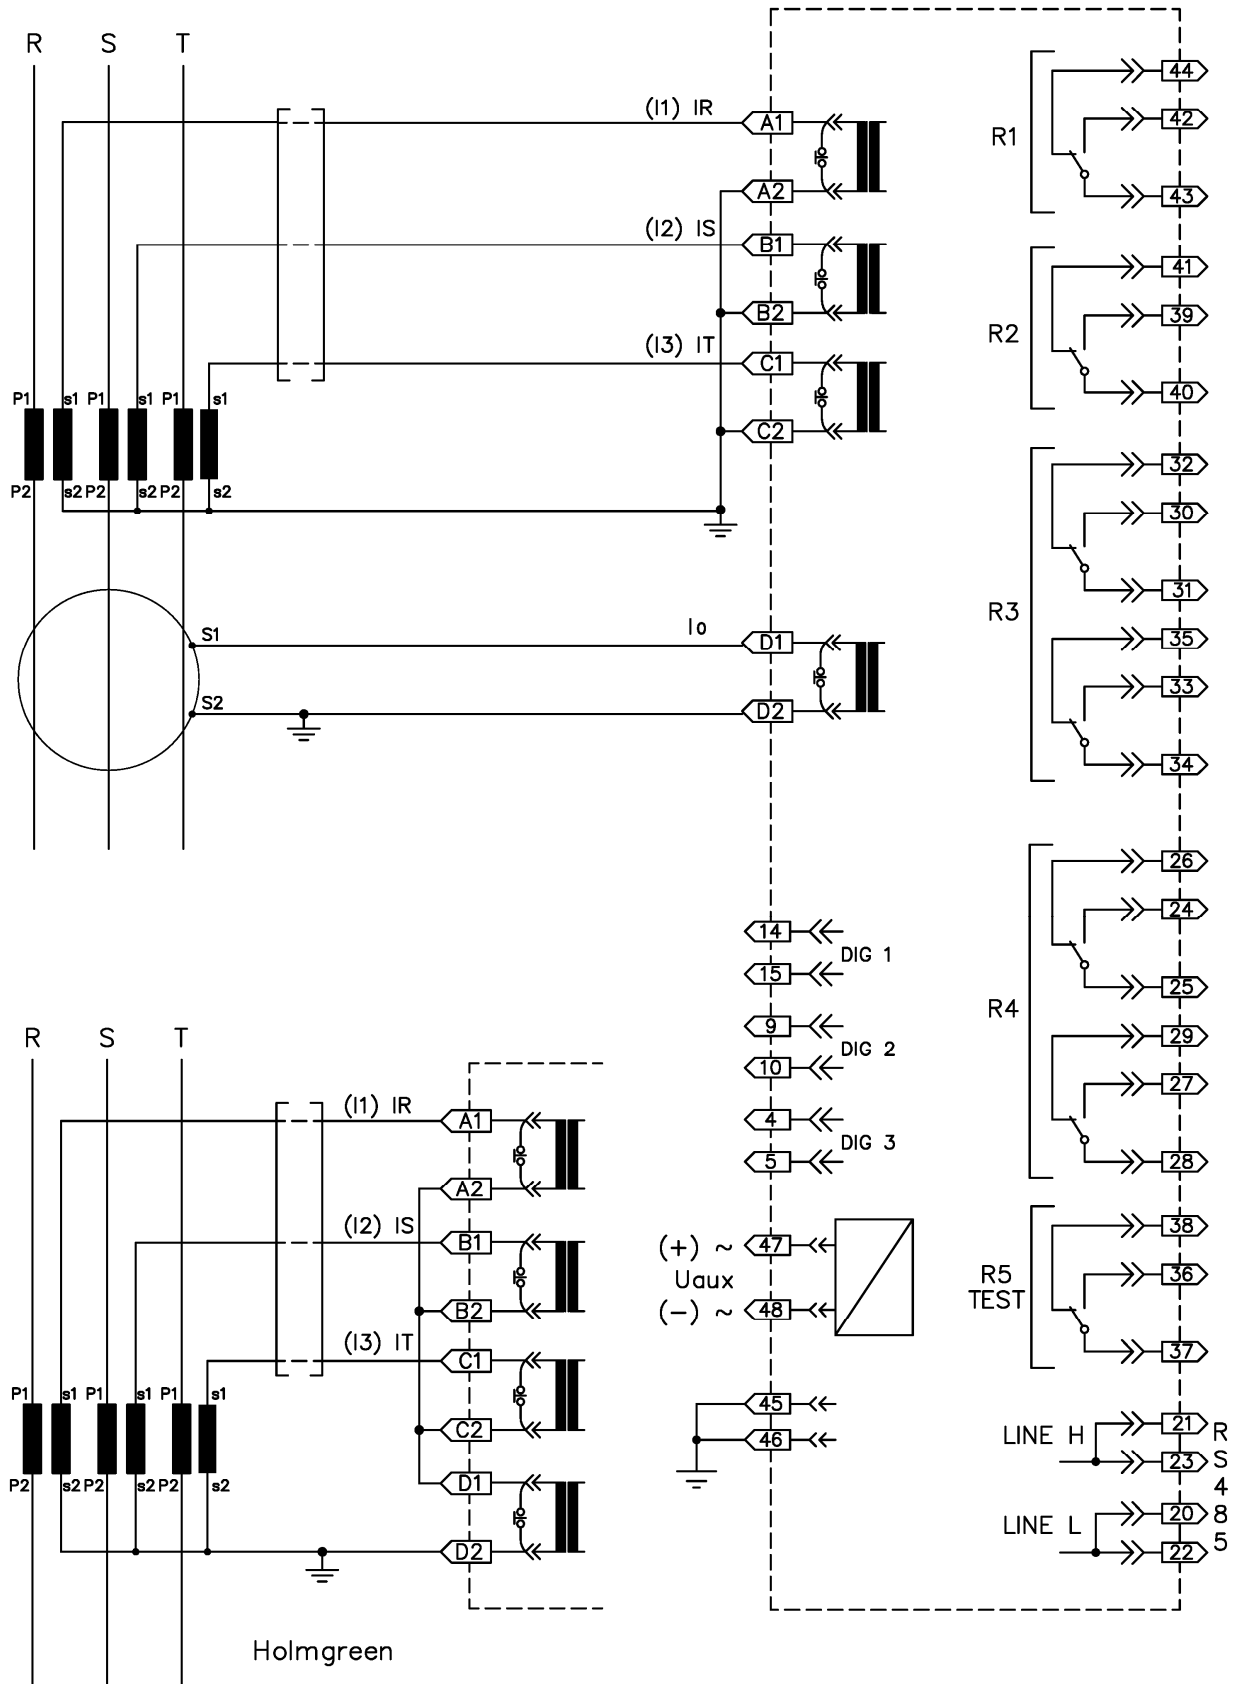 R S T
(I1) IR
A1
A2
(I2) IS
B1
B2
(I3) IT
C1
C2
P1 s1 P1 s1 P1 s1
P2 s2 P2 s2 P2 s2
S1
Io
D1
S2
D2
R1
44
42
43
R2
41
39
40
R3
32
30
31
35
33
34
R4
26
24
25
29
27
28
R5
TEST
38
36
37
14
DIG 1
15
9
DIG 2
10
4
DIG 3
5
(+) ~ 47
Uaux
(-) ~ 48
45
46
LINE H
21
23
LINE L
20
22
RS485
R S T
(I1) IR
A1
A2
(I2) IS
B1
B2
(I3) IT
C1
C2
P1 s1 P1 s1 P1 s1
P2 s2 P2 s2 P2 s2
D1
D2
Holmgreen